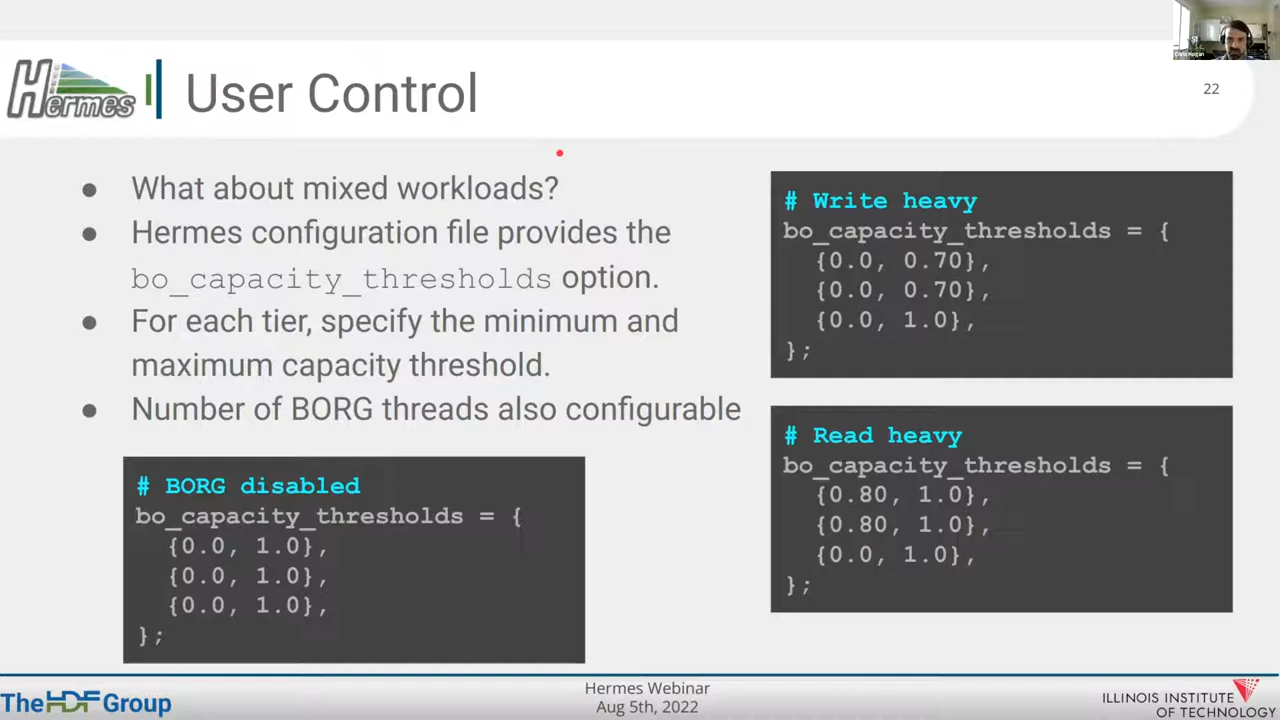 Hermes
User Control
22
Chris Hogan
● What about mixed workloads?
● Hermes configuration file provides the
bo_capacity_thresholds option.
● For each tier, specify the minimum and
maximum capacity threshold.
● Number of BORG threads also configurable
# BORG disabled
bo_capacity_thresholds = {
{0.0, 1.0},
{0.0, 1.0},
{0.0, 1.0},
};
# Write heavy
bo_capacity_thresholds = {
{0.0, 0.70},
{0.0, 0.70},
{0.0, 1.0},
};
# Read heavy
bo_capacity_thresholds = {
{0.80, 1.0},
{0.80, 1.0},
{0.0, 1.0},
};
TheHDF Group
Hermes Webinar
Aug 5th, 2022
ILLINOIS INSTITUTE
OF TECHNOLOGY